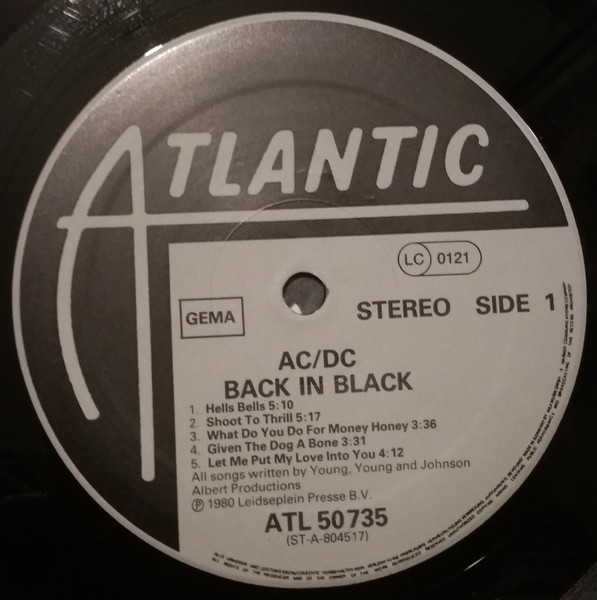 ATLANTIC
LC 0121
GEMA
STEREO SIDE 1
AC/DC
BACK IN BLACK
1. Hells Bells 5:10
2. Shoot To Thrill 5:17
3. What Do You Do For Money Honey 3:36
4. Given The Dog A Bone 3:31
5. Let Me Put My Love Into You 4:12
All songs written by Young, Young and Johnson
Albert Productions
℗ 1980 Leidseplein Presse B.V.
ATL 50 735
(ST-A-804517)